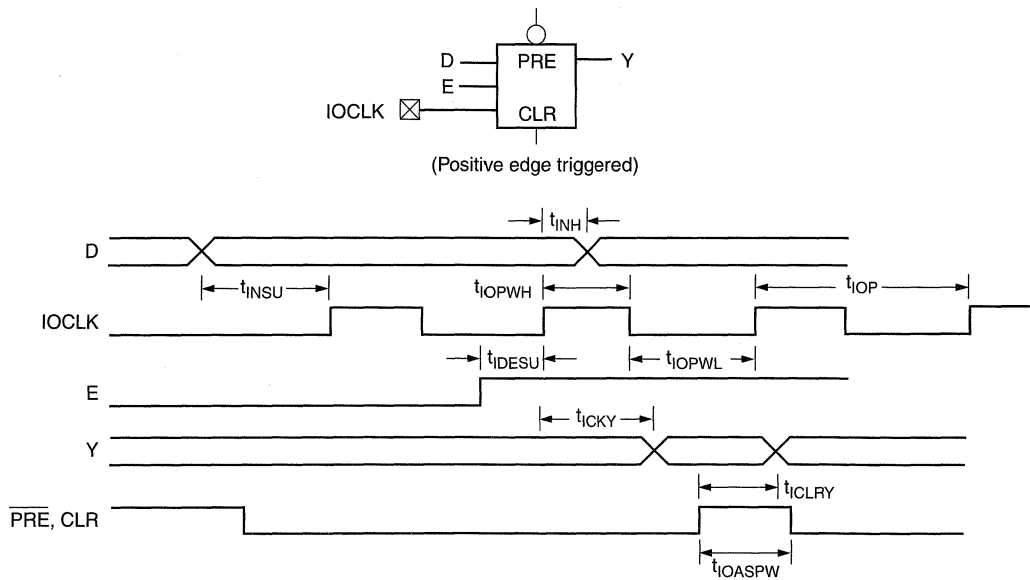 D PRE Y
E
IOCLK CLR
(Positive edge triggered)
tINH
D
tINSU tIOPWH tIOP
IOCLK
tIDESU tIOPWL
E
tICKY
Y
tICLRY
PRE, CLR
tIOASPW